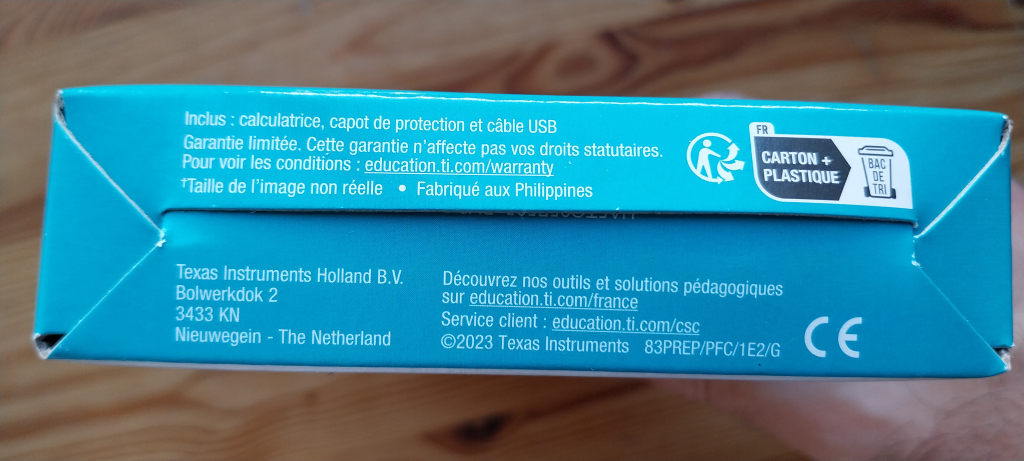 Inclus : calculatrice, capot de protection et câble USB
Garantie limitée. Cette garantie n'affecte pas vos droits statutaires.
Pour voir les conditions : education.ti.com/warranty
†Taille de l'image non réelle • Fabriqué aux Philippines
FR
CARTON +
PLASTIQUE
BAC
DE
TRI
Texas Instruments Holland B.V.
Bolwerkdok 2
3433 KN
Nieuwegein - The Netherland
Découvrez nos outils et solutions pédagogiques
sur education.ti.com/france
Service client : education.ti.com/csc
©2023 Texas Instruments 83PREP/PFC/1E2/G
CE